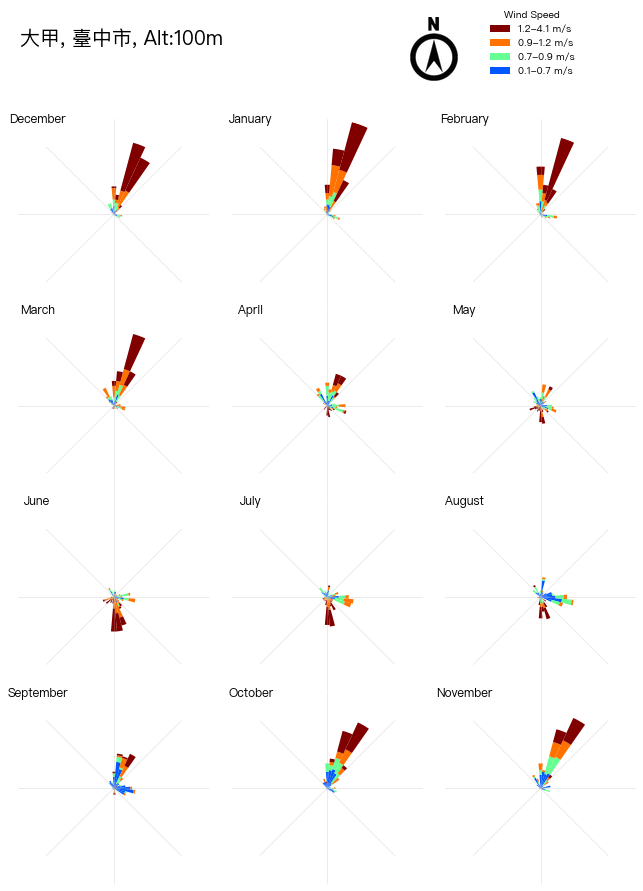 大甲, 臺中市, Alt:100m
N
Wind Speed
1.2–4.1 m/s
0.9–1.2 m/s
0.7–0.9 m/s
0.1–0.7 m/s
December
January
February
March
April
May
June
July
August
September
October
November